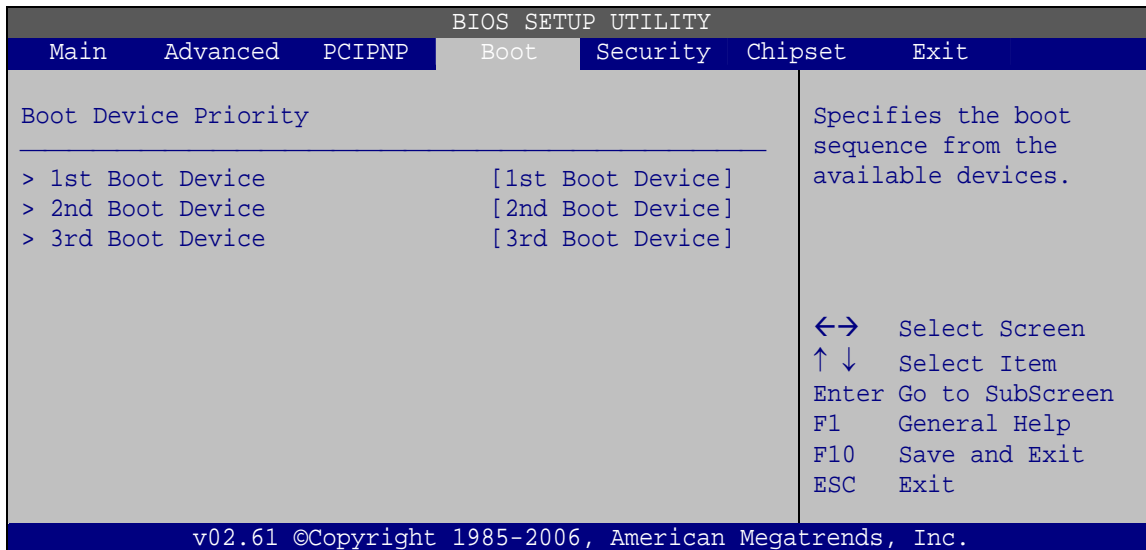 BIOS SETUP UTILITY
Main Advanced PCIPNP Boot Security Chipset Exit
Boot Device Priority
> 1st Boot Device [1st Boot Device]
> 2nd Boot Device [2nd Boot Device]
> 3rd Boot Device [3rd Boot Device]
Specifies the boot
sequence from the
available devices.
←→ Select Screen
↑ ↓ Select Item
Enter Go to SubScreen
F1 General Help
F10 Save and Exit
ESC Exit
v02.61 ©Copyright 1985-2006, American Megatrends, Inc.